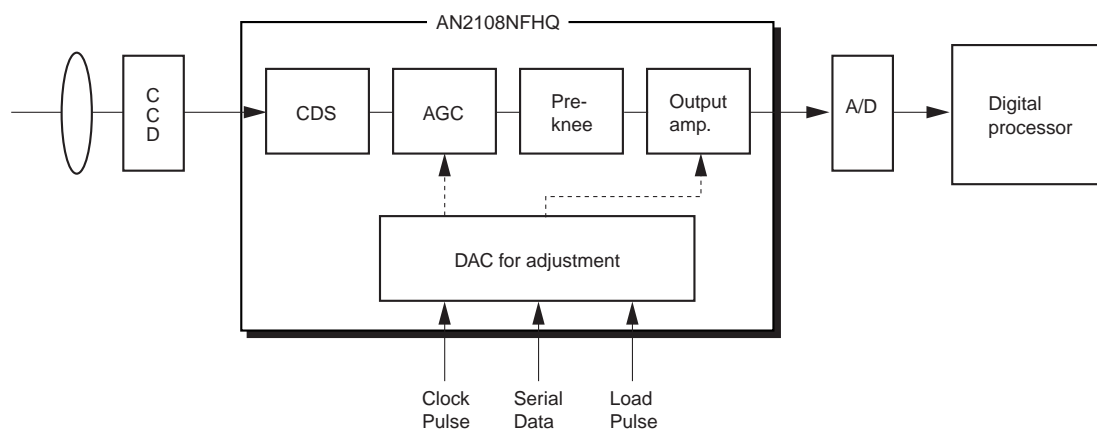 AN2108NFHQ
C
C
D
CDS
AGC
Pre-
knee
Output
amp.
A/D
Digital
processor
DAC for adjustment
Clock
Pulse
Serial
Data
Load
Pulse